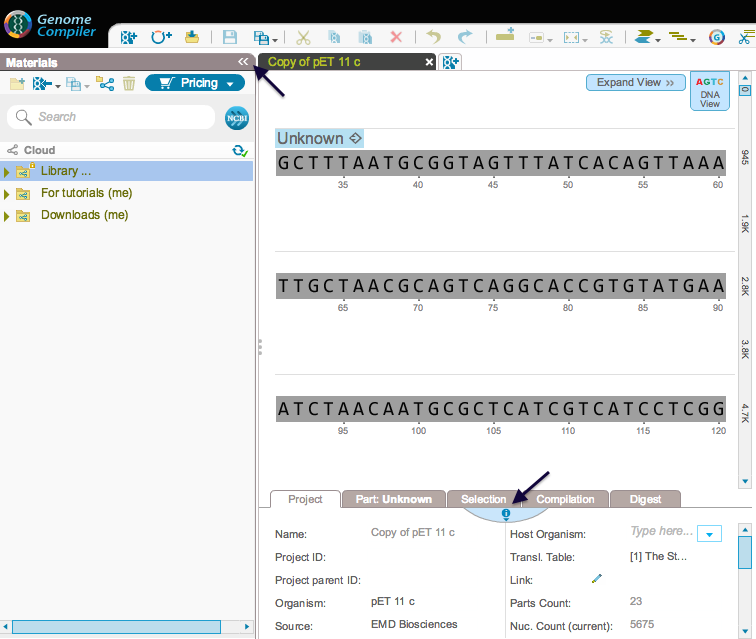 Genome
Compiler
Materials
Pricing
Search
NCBI
Cloud
Library ...
For tutorials (me)
Downloads (me)
Copy of pET 11 c
Expand View »
AGTC
DNA
View
Unknown
GCTTTAATGCGGTAGTTTATCACAGTTAAA
35 40 45 50 55 60
TTGCTAACGCAGTCAGGCACCGTGTATGAA
65 70 75 80 85 90
ATCTAACAATGCGCTCATCGTCATCCTCGG
95 100 105 110 115 120
0
945
1.9K
2.8K
3.8K
4.7K
Project Part: Unknown Selection Compilation Digest
Name: Copy of pET 11 c
Project ID:
Project parent ID:
Organism: pET 11 c
Source: EMD Biosciences
Host Organism: Type here...
Transl. Table: [1] The St...
Link:
Parts Count: 23
Nuc. Count (current): 5675